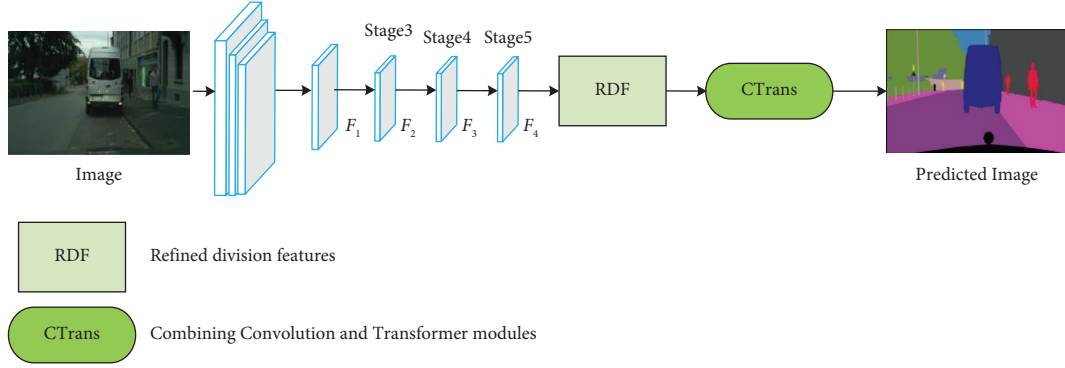 Stage3
Stage4
Stage5
F1
F2
F3
F4
RDF
CTrans
Image
Predicted Image
RDF
Refined division features
CTrans
Combining Convolution and Transformer modules